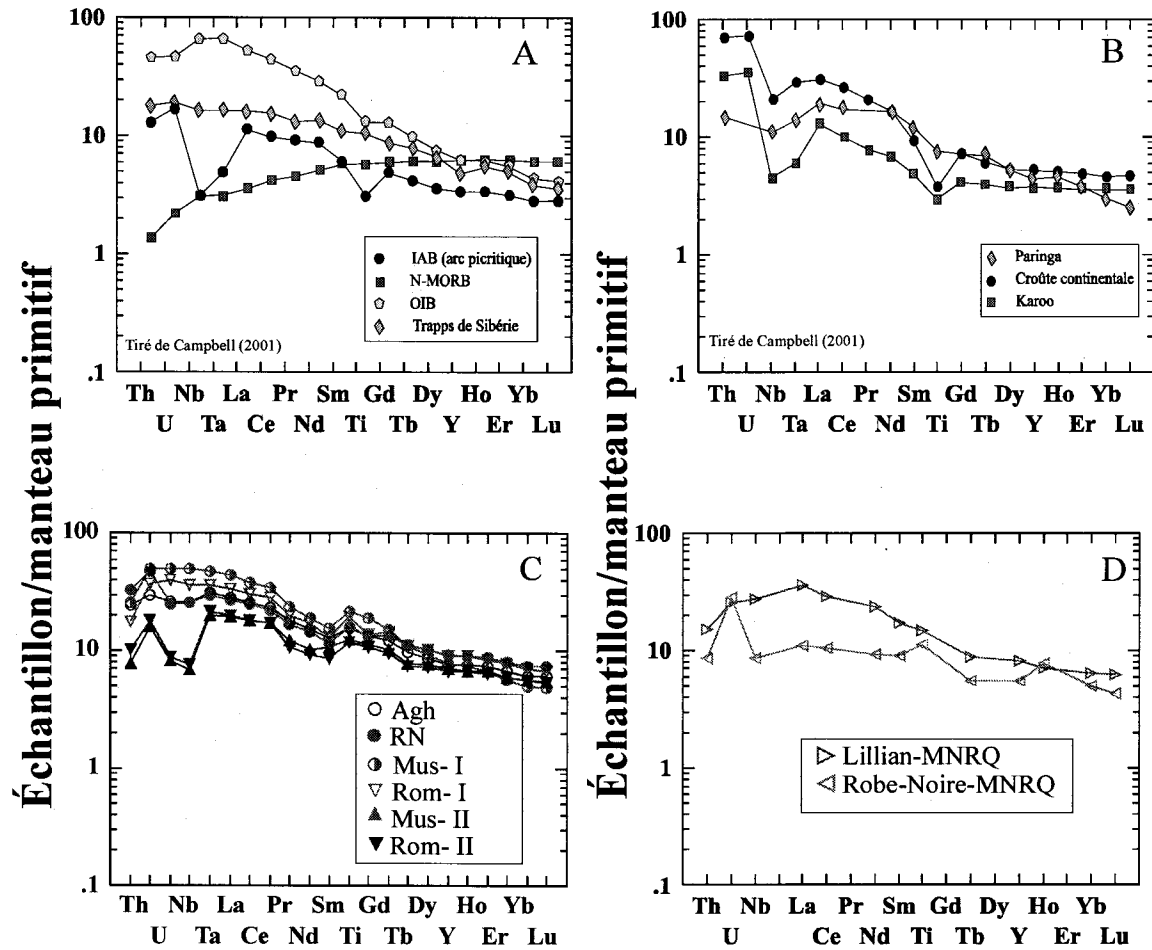 Échantillon/manteau primitif
A
100
10
1
.1
IAB (arc picritique)
N-MORB
OIB
Trapps de Sibérie
Tiré de Campbell (2001)
Th Nb La Pr Sm Gd Dy Ho Yb
U Ta Ce Nd Ti Tb Y Er Lu
Échantillon/manteau primitif
B
100
10
1
.1
Paringa
Croûte continentale
Karoo
Tiré de Campbell (2001)
Th Nb La Pr Sm Gd Dy Ho Yb
U Ta Ce Nd Ti Tb Y Er Lu
C
100
10
1
.1
Agh
RN
Mus- I
Rom- I
Mus- II
Rom- II
Th Nb La Pr Sm Gd Dy Ho Yb
U Ta Ce Nd Ti Tb Y Er Lu
D
100
10
1
.1
Lillian-MNRQ
Robe-Noire-MNRQ
Th Nb La Pr Sm Gd Dy Ho Yb
U Ce Nd Ti Tb Y Er Lu